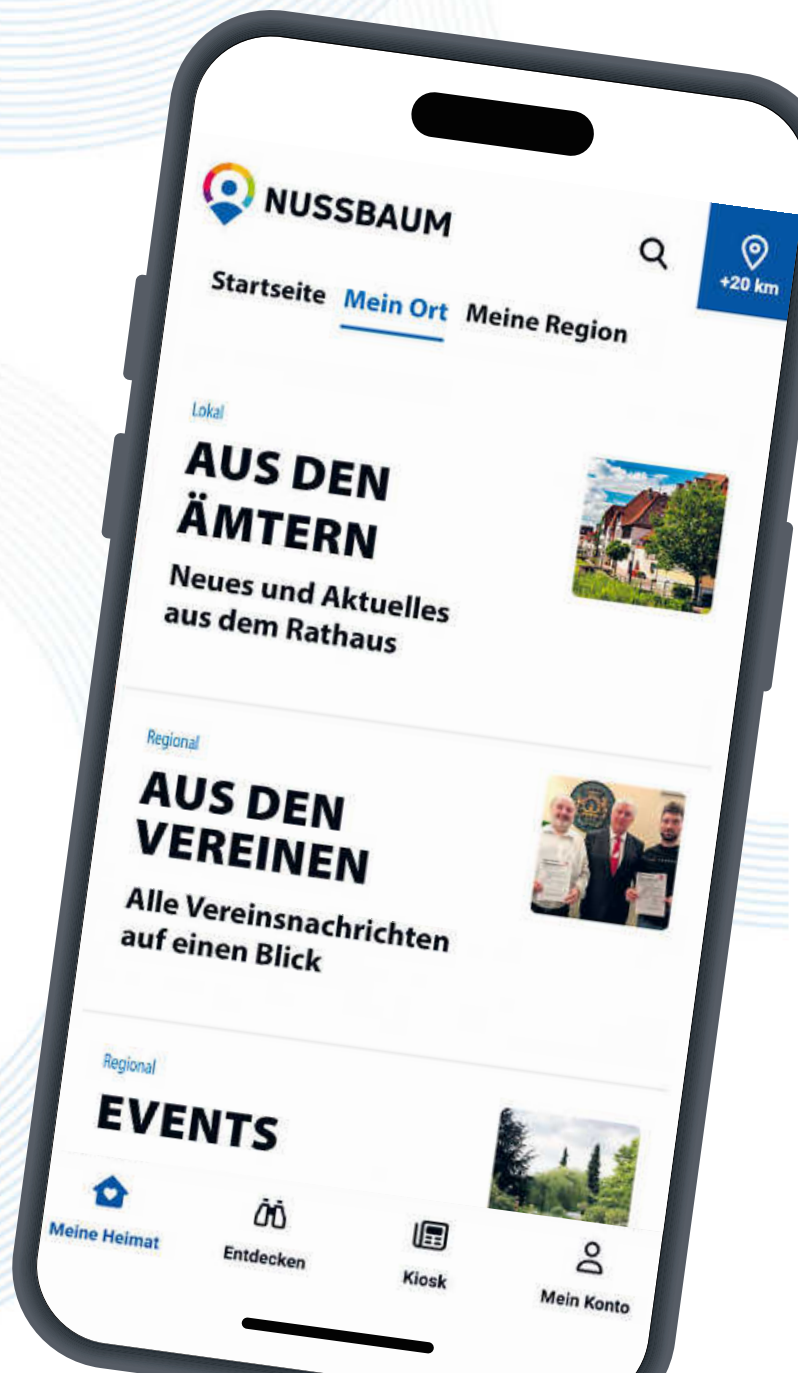 NUSSBAUM
+20 km
Startseite Mein Ort Meine Region
Lokal
AUS DEN
ÄMTERN
Neues und Aktuelles
aus dem Rathaus
Regional
AUS DEN
VEREINEN
Alle Vereinsnachrichten
auf einen Blick
Regional
EVENTS
Meine Heimat
Entdecken
Kiosk
Mein Konto